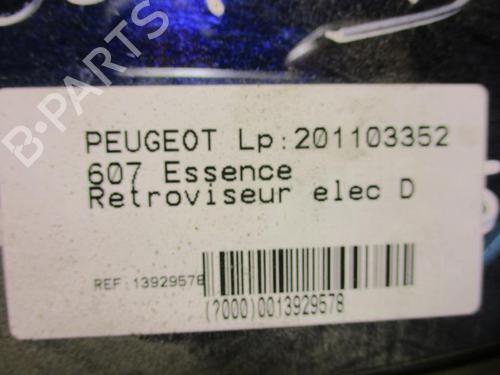 B-PARTS
PEUGEOT Lp:201103352
607 Essence
Retroviseur elec D
REF:13929578
(?000)0013929578